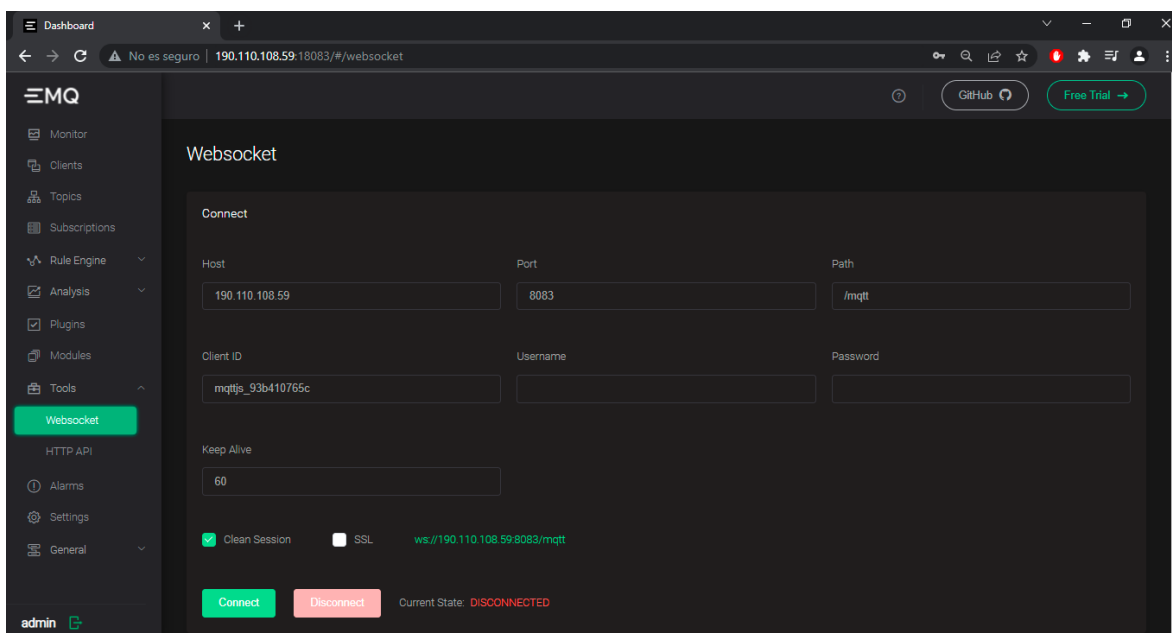 Dashboard
No es seguro | 190.110.108.59:18083/#/websocket
EMQ
GitHub
Free Trial →
Monitor
Clients
Topics
Subscriptions
Rule Engine
Analysis
Plugins
Modules
Tools
Websocket
HTTP API
Alarms
Settings
General
admin
Websocket
Connect
Host Port Path
190.110.108.59 8083 /mqtt
Client ID Username Password
mqttjs_93b410765c
Keep Alive
60
Clean Session SSL ws://190.110.108.59:8083/mqtt
Connect Disconnect Current State: DISCONNECTED